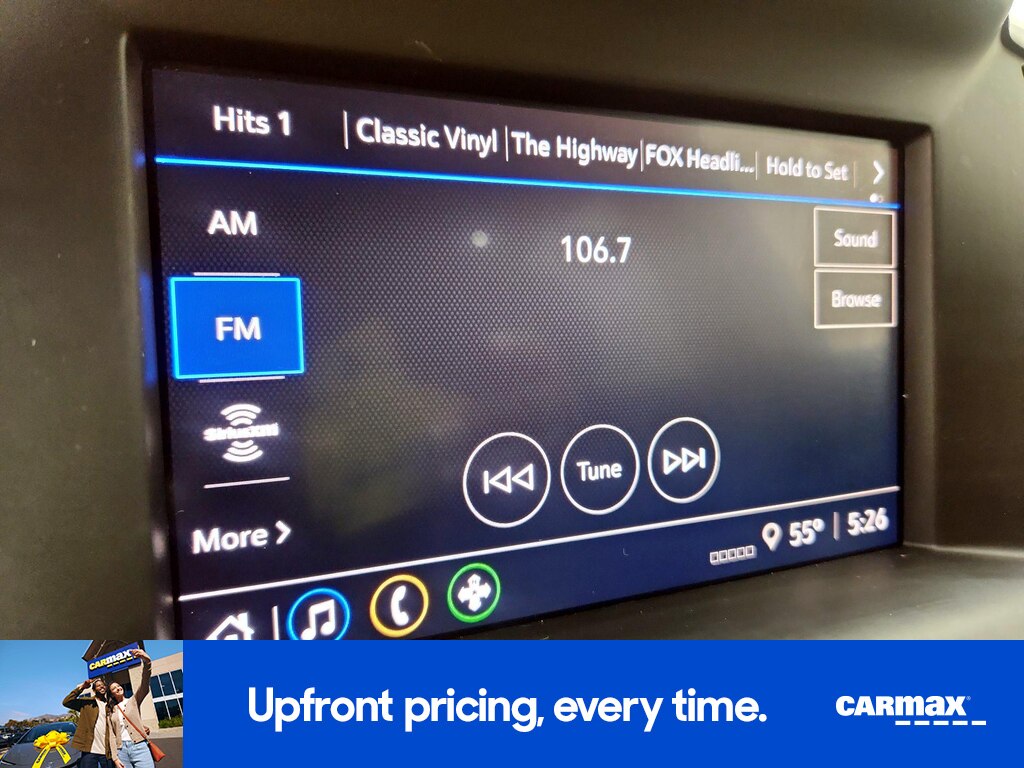 Hits 1 | Classic Vinyl | The Highway | FOX Headli... | Hold to Set
AM
106.7
Sound
FM
Browse
SiriusXM
Tune
More
55° | 5:26
CARMAX
Upfront pricing, every time.
CARMAX